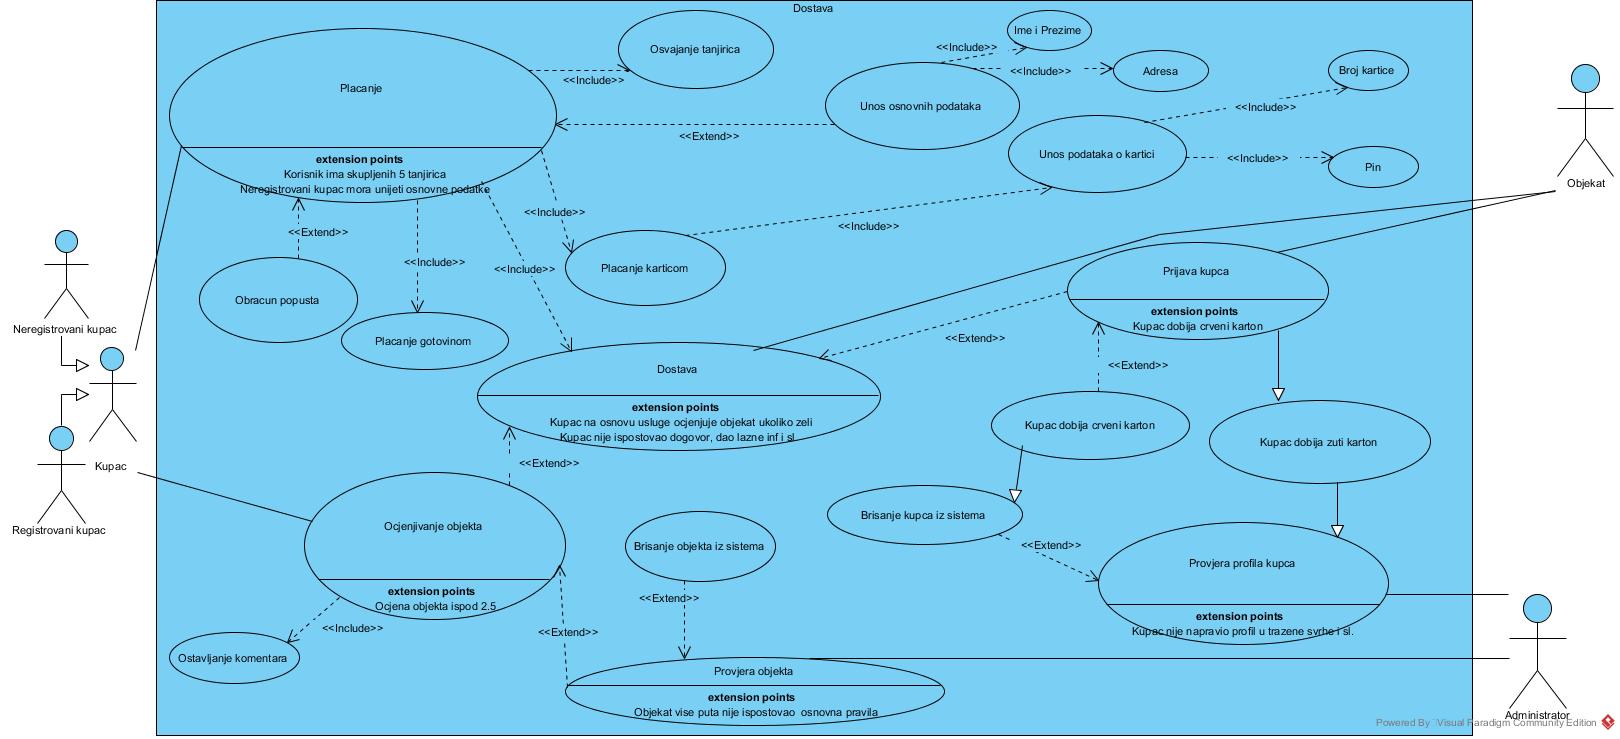 Dostava
Osvajanje tanjirica
Ime i Prezime
<<Include>>
<<Include>>
Adresa
Broj kartice
Placanje
<<Include>>
Unos osnovnih podataka
<<Include>>
<<Extend>>
extension points
Korisnik ima skupljenih 5 tanjirica
Neregistrovani kupac mora unijeti osnovne podatke
Unos podataka o kartici
<<Include>>
Pin
Objekat
<<Extend>>
<<Include>>
<<Include>>
<<Include>>
<<Include>>
Placanje karticom
Prijava kupca
extension points
Kupac dobija crveni karton
Obracun popusta
Placanje gotovinom
Neregistrovani kupac
<<Extend>>
<<Extend>>
Dostava
extension points
Kupac na osnovu usluge ocjenjuje objekat ukoliko zeli
Kupac nije ispostovao dogovor, dao lazne inf i sl.
Kupac dobija crveni karton
Kupac dobija zuti karton
Kupac
<<Extend>>
Registrovani kupac
Ocjenjivanje objekta
extension points
Ocjena objekta ispod 2.5
Brisanje objekta iz sistema
Brisanje kupca iz sistema
<<Extend>>
Provjera profila kupca
extension points
Kupac nije napravio profil u trazene svrhe i sl.
<<Extend>>
<<Include>>
<<Extend>>
Ostavljanje komentara
Provjera objekta
extension points
Objekat vise puta nije ispostovao osnovna pravila
Administrator
Powered By Visual Paradigm Community Edition